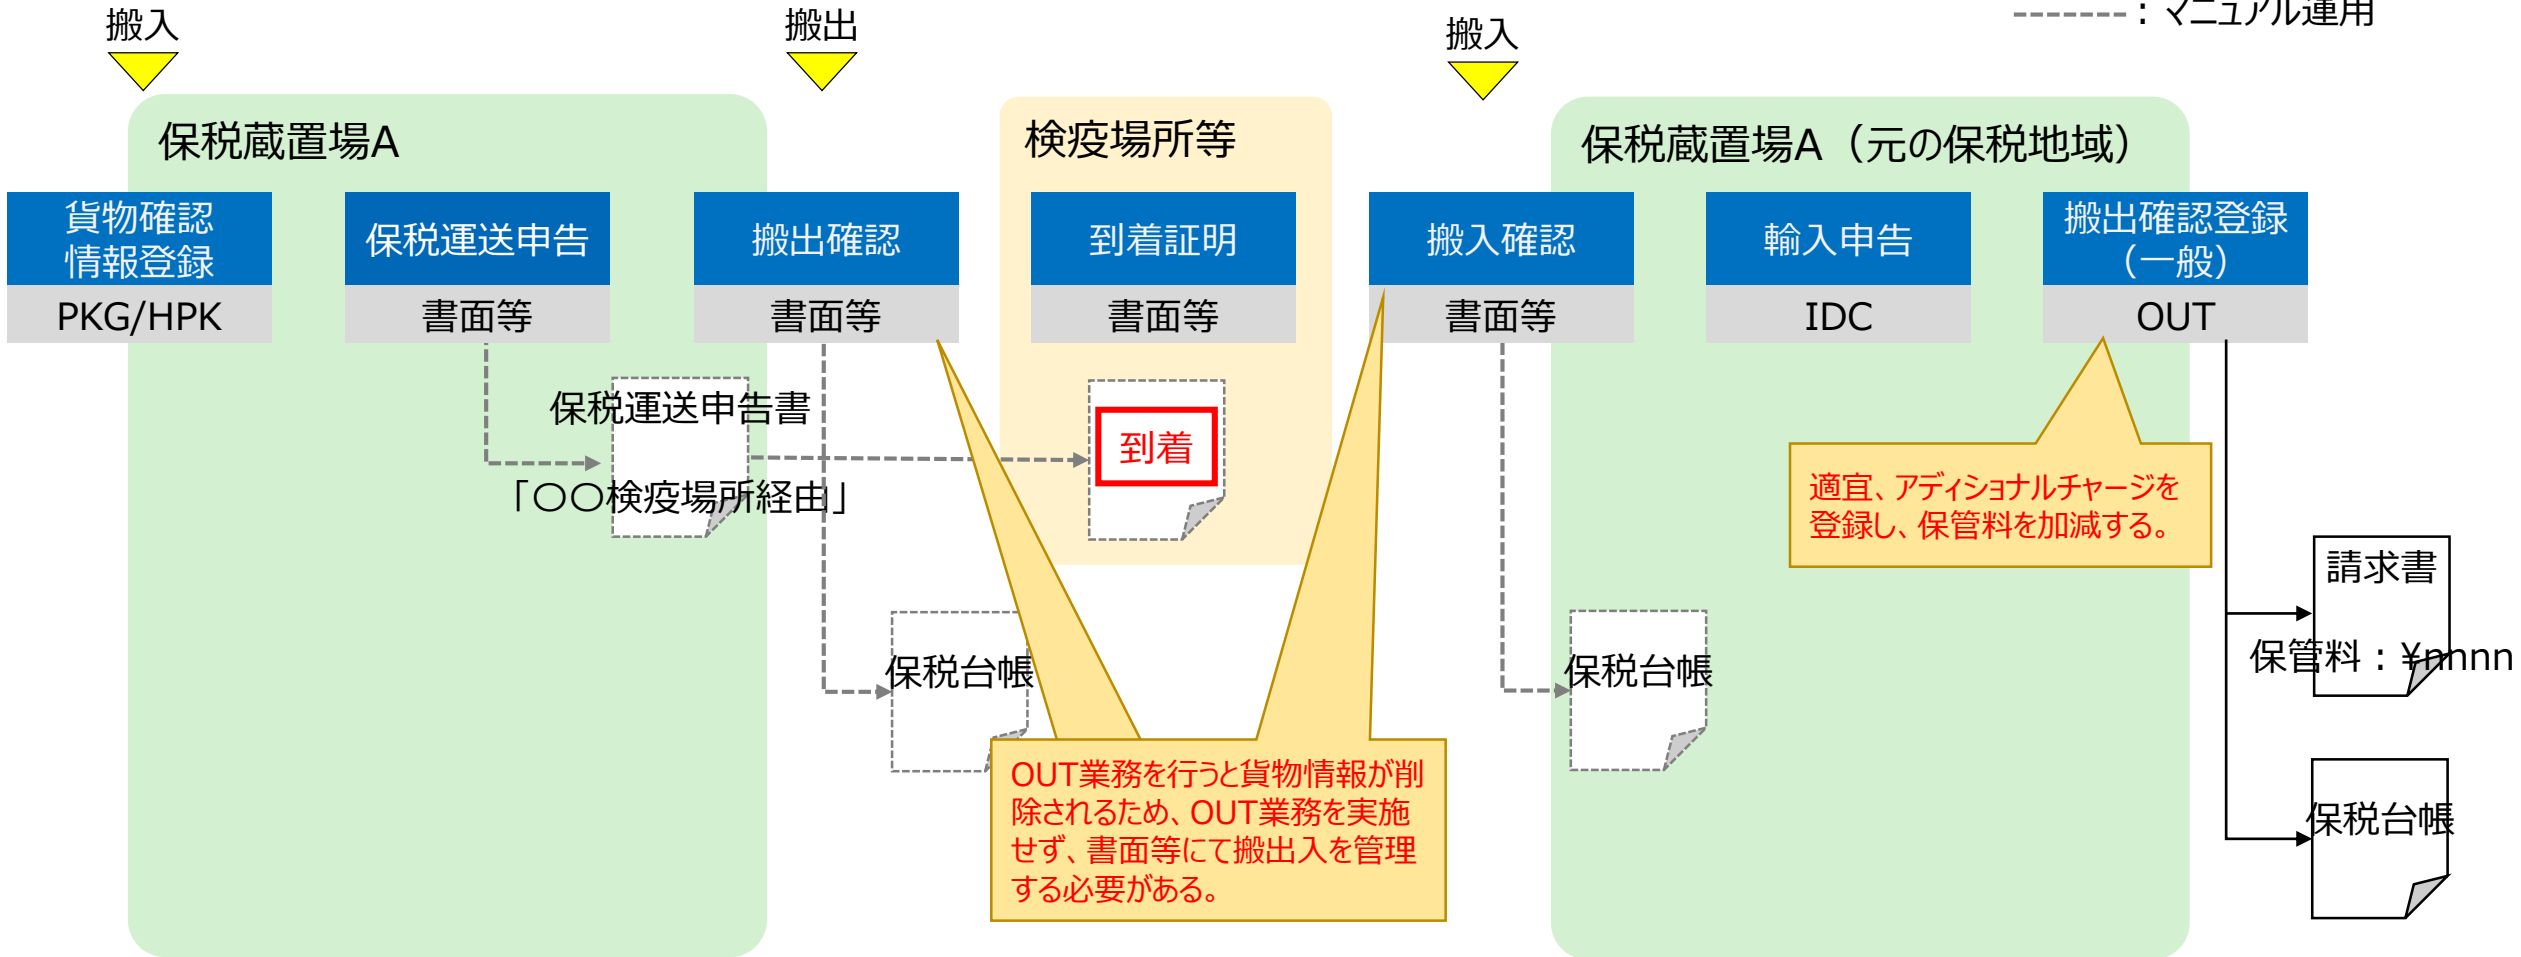 搬入
搬出
搬入
：マニュアル運用
保税蔵置場A
検疫場所等
保税蔵置場A（元の保税地域）
貨物確認
情報登録
PKG/HPK
保税運送申告
書面等
搬出確認
書面等
到着証明
書面等
搬入確認
書面等
輸入申告
IDC
搬出確認登録
（一般）
OUT
保税運送申告書
「〇〇検疫場所経由」
到着
適宜、アディショナルチャージを
登録し、保管料を加減する。
保税台帳
保税台帳
請求書
保管料：¥nnnn
保税台帳
OUT業務を行うと貨物情報が削
除されるため、OUT業務を実施
せず、書面等にて搬出入を管理
する必要がある。